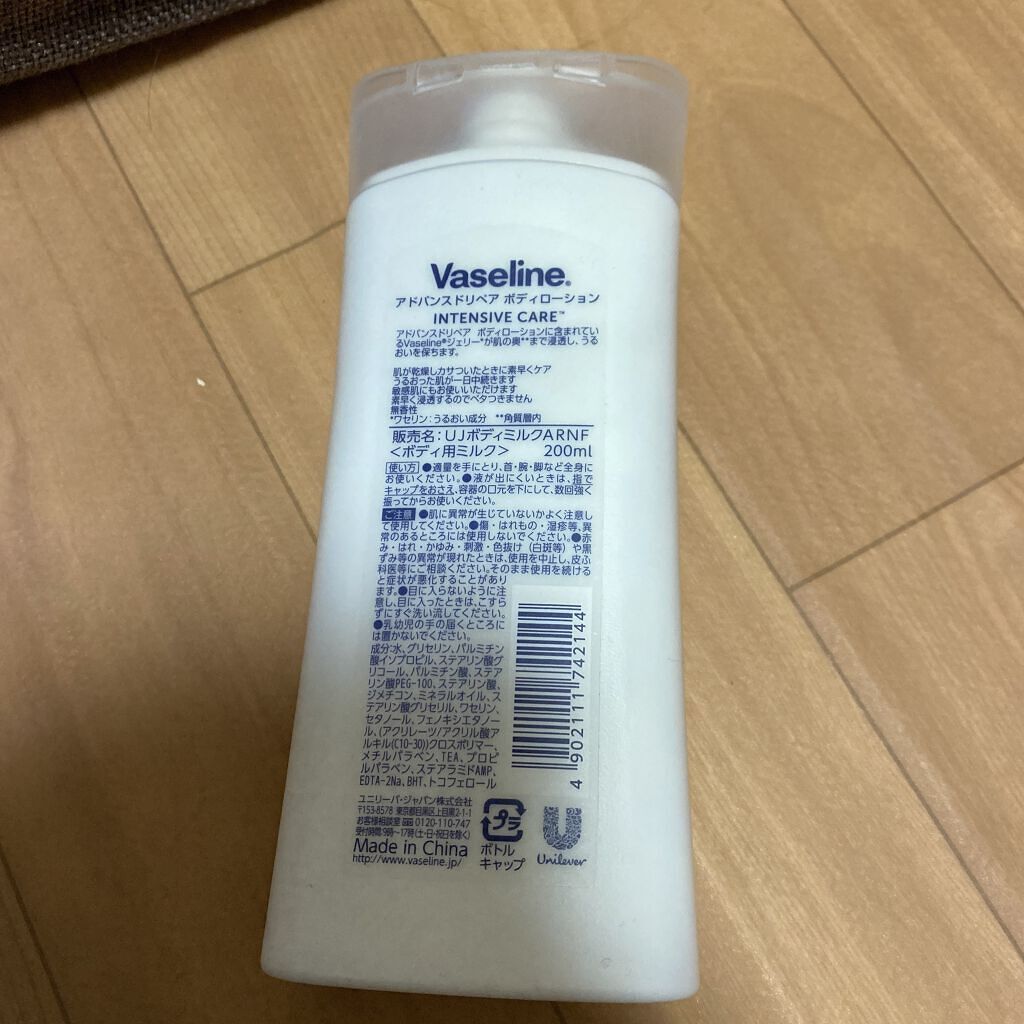 Vaseline®
アドバンスドリペア ボディローション
INTENSIVE CARE™
アドバンスドリペア ボディローションに含まれてい
るVaseline®ジェリー*が肌の奥**まで浸透し、うる
おいを保ちます。
肌が乾燥しカサついたときに素早くケア
うるおった肌が一日中続きます
敏感肌にもお使いいただけます
素早く浸透するのでベタつきません
無香性
*ワセリン:うるおい成分 **角質層内
販売名:UJボディミルクARNF
<ボディ用ミルク> 200ml
使い方 ●適量を手にとり、首・腕・脚など全身に
お使いください。●液が出にくいときは、指で
キャップをおさえ、容器の口元を下にして、数回強く
振ってからお使いください。
ご注意 ●肌に異常が生じていないかよく注意し
て使用してください。●傷・はれもの・湿疹等、異
常のあるところには使用しないでください。●赤
み・はれ・かゆみ・刺激・色抜け(白斑等)や黒
ずみ等の異常が現れたときは、使用を中止し、皮ふ
科医等にご相談ください。そのまま使用を続ける
と症状が悪化することがあり
ます。●目に入らないように注
意し、目に入ったときは、こすら
ずにすぐ洗い流してください。
●乳幼児の手の届くところに
は置かないでください。
成分:水、グリセリン、パルミチン
酸イソプロピル、ステアリン酸グ
リコール、パルミチン酸、ステア
リン酸PEG-100、ステアリン酸、
ジメチコン、ミネラルオイル、ス
テアリン酸グリセリル、ワセリン、
セタノール、フェノキシエタノー
ル、(アクリレーツ/アクリル酸ア
ルキル(C10-30))クロスポリマー、
メチルパラベン、TEA、プロピ
ルパラベン、ステアラミドAMP、
EDTA-2Na、BHT、トコフェロール
4 902111 742144
ユニリーバ・ジャパン株式会社
〒153-8578 東京都目黒区上目黒2-1-1
お客様相談室 0120-110-747
受付時間:9時〜17時(土・日・祝日を除く)
Made in China
http://www.vaseline.jp/
プラ
ボトル
キャップ
Unilever